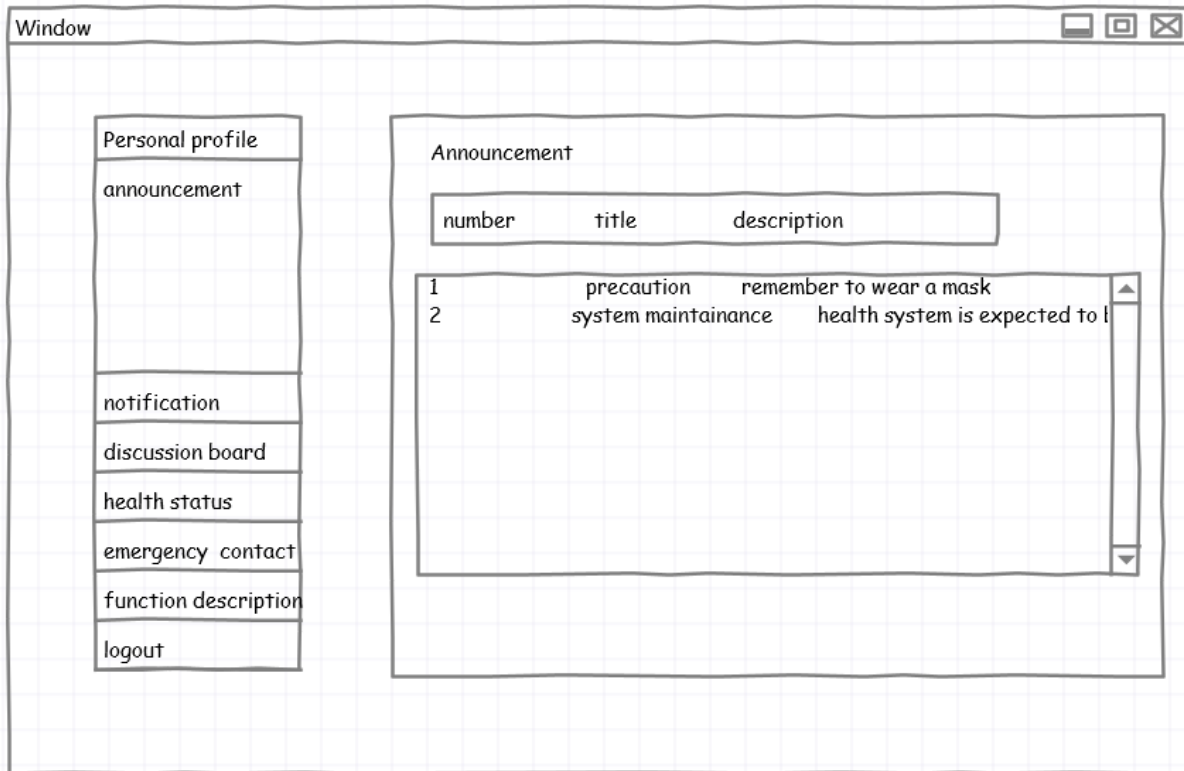 Window
Personal profile
announcement
notification
discussion board
health status
emergency contact
function description
logout
Announcement
number title description
1 precaution remember to wear a mask
2 system maintainance health system is expected to